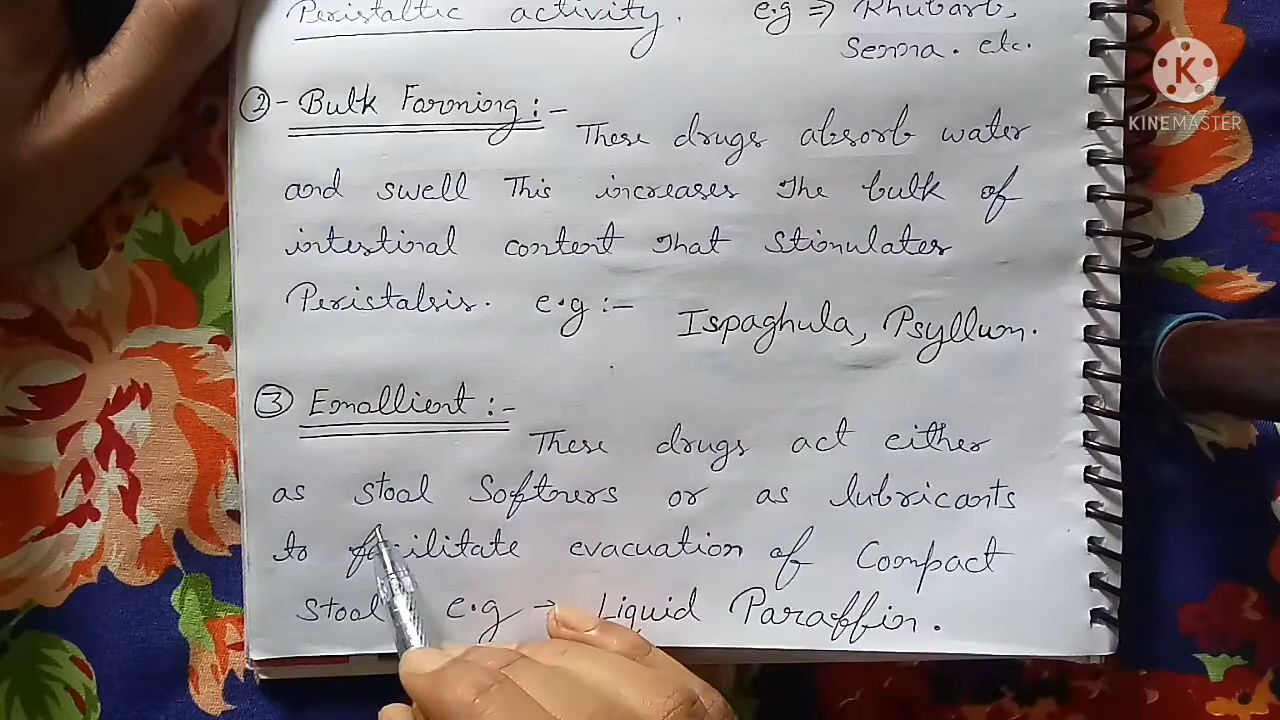 Peristaltic activity. e.g ⇒ Rhubarb,
Senna. etc.
② - Bulk Forming :-
These drugs absorb water
and swell This increases The bulk of
intestinal content That Stimulates
Peristalsis. e.g :- Ispaghula, Psyllum.
③ Emallient :-
These drugs act either
as stool Softners or as lubricants
to facilitate evacuation of Compact
Stool e.g → Liquid Paraffin.
K
KINEMASTER